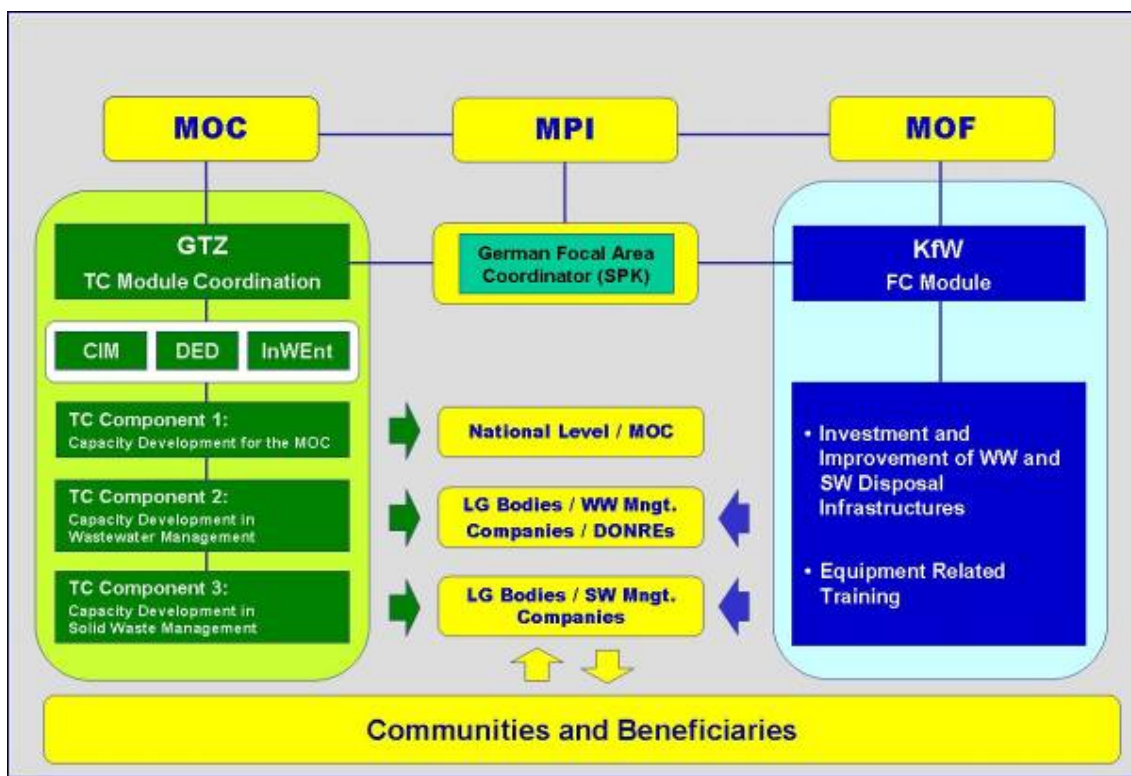 MOC
MPI
MOF
GTZ
TC Module Coordination
German Focal Area
Coordinator (SPK)
KfW
FC Module
CIM
DED
InWEnt
TC Component 1:
Capacity Development for the MOC
National Level / MOC
TC Component 2:
Capacity Development in
Wastewater Management
LG Bodies / WW Mngt.
Companies / DONREs
TC Component 3:
Capacity Development in
Solid Waste Management
LG Bodies / SW Mngt.
Companies
• Investment and
Improvement of WW and
SW Disposal
Infrastructures
• Equipment Related
Training
Communities and Beneficiaries